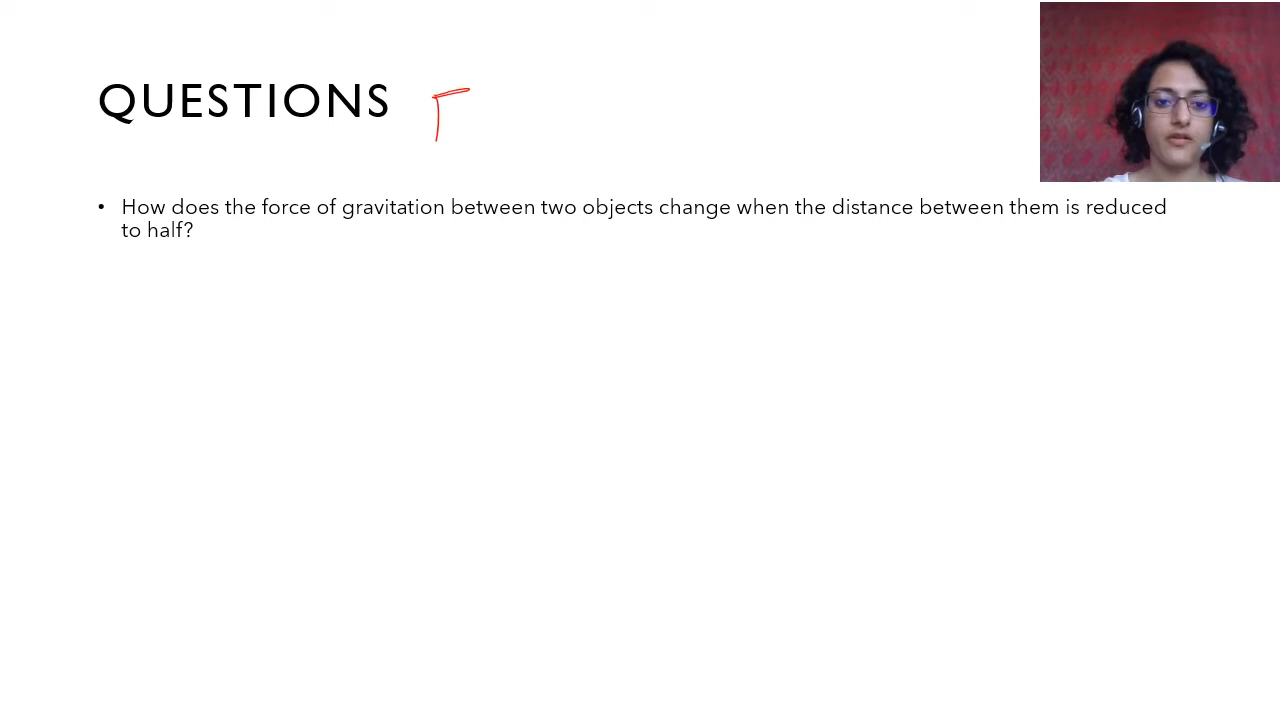 QUESTIONS
• How does the force of gravitation between two objects change when the distance between them is reduced
to half?